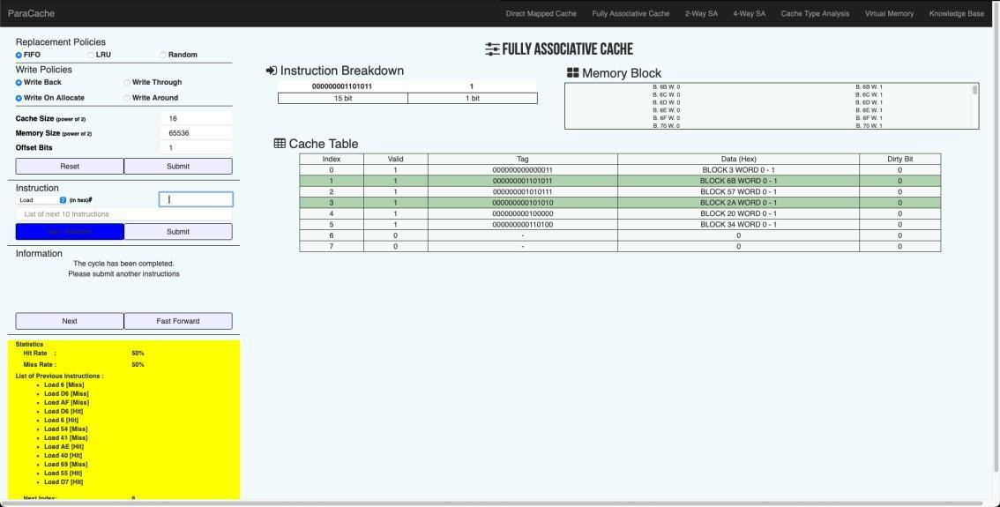 ParaCache
Direct Mapped Cache Fully Associative Cache 2-Way SA 4-Way SA Cache Type Analysis Virtual Memory Knowledge Base
Replacement Policies
FIFO LRU Random
Write Policies
Write Back Write Through
Write On Allocate Write Around
Cache Size (power of 2) 16
Memory Size (power of 2) 65536
Offset Bits 1
Reset Submit
Instruction
Load (in hex)#
List of next 10 Instructions
Submit
Information
The cycle has been completed.
Please submit another instructions
Next Fast Forward
Statistics
Hit Rate : 50%
Miss Rate : 50%
List of Previous Instructions :
Load 6 [Miss]
Load D6 [Miss]
Load AF [Miss]
Load D6 [Hit]
Load 6 [Hit]
Load 54 [Miss]
Load 41 [Miss]
Load AE [Hit]
Load 40 [Hit]
Load 69 [Miss]
Load 55 [Hit]
Load D7 [Hit]
Next Index: 6
FULLY ASSOCIATIVE CACHE
Instruction Breakdown
000000001101011 1
15 bit 1 bit
Memory Block
B. 6B W. 0 B. 6B W. 1
B. 6C W. 0 B. 6C W. 1
B. 6D W. 0 B. 6D W. 1
B. 6E W. 0 B. 6E W. 1
B. 6F W. 0 B. 6F W. 1
B. 70 W. 0 B. 70 W. 1
Cache Table
Index Valid Tag Data (Hex) Dirty Bit
0 1 000000000000011 BLOCK 3 WORD 0 - 1 0
1 1 000000001101011 BLOCK 6B WORD 0 - 1 0
2 1 000000001010111 BLOCK 57 WORD 0 - 1 0
3 1 000000000101010 BLOCK 2A WORD 0 - 1 0
4 1 000000000100000 BLOCK 20 WORD 0 - 1 0
5 1 000000000110100 BLOCK 34 WORD 0 - 1 0
6 0 - 0 0
7 0 - 0 0